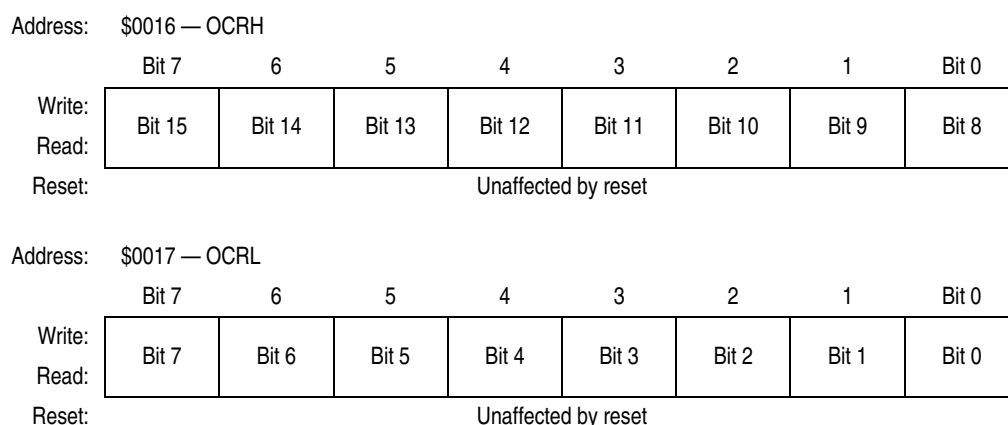 Address: $0016 — OCRH
Bit 7 6 5 4 3 2 1 Bit 0
Write:
Bit 15 Bit 14 Bit 13 Bit 12 Bit 11 Bit 10 Bit 9 Bit 8
Read:
Reset: Unaffected by reset
Address: $0017 — OCRL
Bit 7 6 5 4 3 2 1 Bit 0
Write:
Bit 7 Bit 6 Bit 5 Bit 4 Bit 3 Bit 2 Bit 1 Bit 0
Read:
Reset: Unaffected by reset